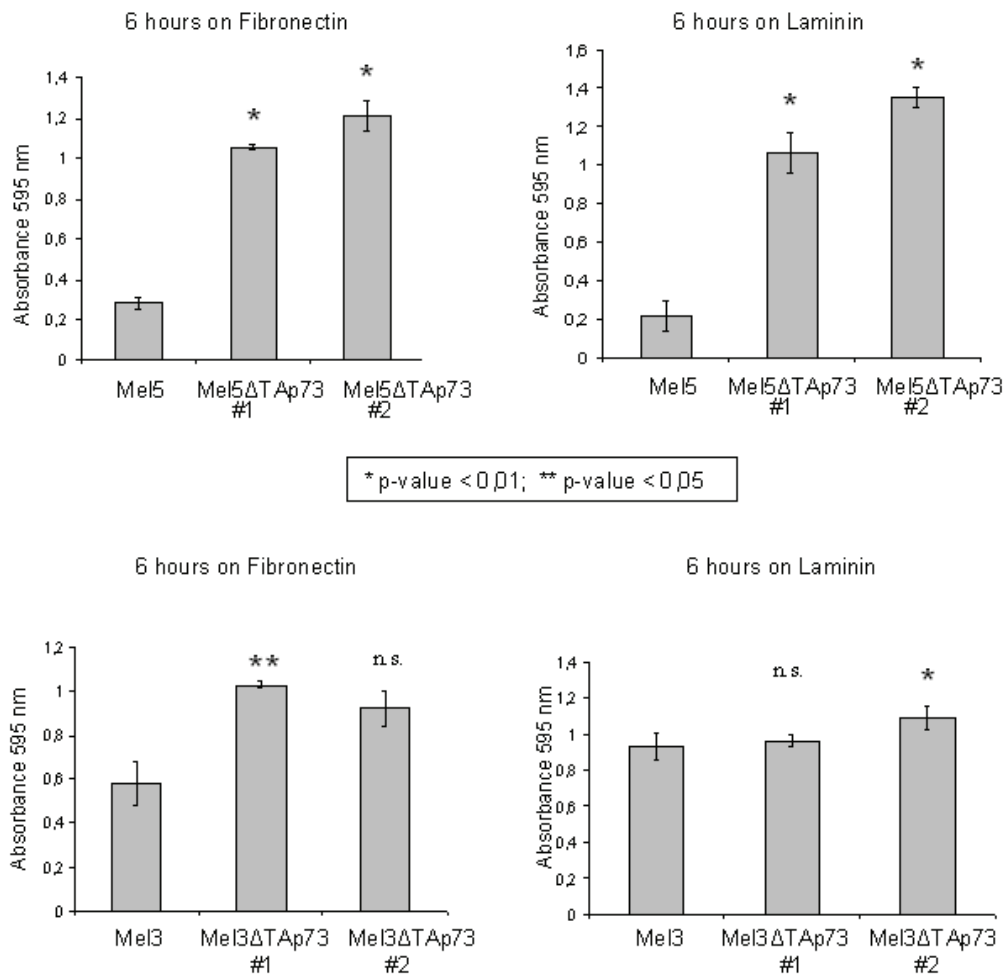 6 hours on Fibronectin
Absorbance 595 nm
1,4
1,2
1
0,8
0,6
0,4
0,2
0
*
*
Mel5
Mel5ΔTAp73
#1
Mel5ΔTAp73
#2
6 hours on Laminin
Absorbance 595 nm
1,6
1,4
1,2
1
0,8
0,6
0,4
0,2
0
*
*
Mel5
Mel5ΔTAp73
#1
Mel5ΔTAp73
#2
* p-value < 0,01; ** p-value < 0,05
6 hours on Fibronectin
Absorbance 595 nm
1,2
1
0,8
0,6
0,4
0,2
0
**
n.s.
Mel3
Mel3ΔTAp73
#1
Mel3ΔTAp73
#2
6 hours on Laminin
Absorbance 595 nm
1,4
1,2
1
0,8
0,6
0,4
0,2
0
n.s.
*
Mel3
Mel3ΔTAp73
#1
Mel3ΔTAp73
#2